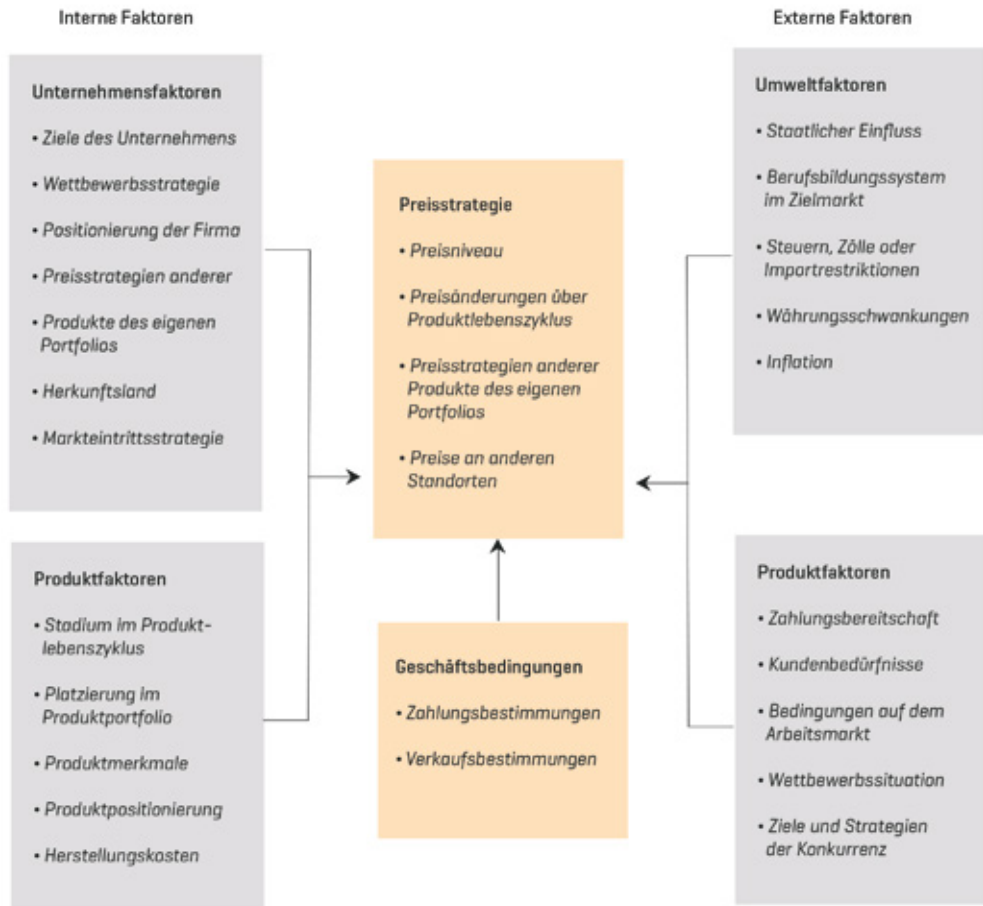 Interne Faktoren
Externe Faktoren
Unternehmensfaktoren
• Ziele des Unternehmens
• Wettbewerbsstrategie
• Positionierung der Firma
• Preisstrategien anderer
• Produkte des eigenen
Portfolios
• Herkunftsland
• Markteintrittsstrategie
Produktfaktoren
• Stadium im Produkt-
lebenszyklus
• Platzierung im
Produktportfolio
• Produktmerkmale
• Produktpositionierung
• Herstellungskosten
Preisstrategie
• Preisniveau
• Preisänderungen über
Produktlebenszyklus
• Preisstrategien anderer
Produkte des eigenen
Portfolios
• Preise an anderen
Standorten
Geschäftsbedingungen
• Zahlungsbestimmungen
• Verkaufsbestimmungen
Umweltfaktoren
• Staatlicher Einfluss
• Berufsbildungssystem
im Zielmarkt
• Steuern, Zölle oder
Importrestriktionen
• Währungsschwankungen
• Inflation
Produktfaktoren
• Zahlungsbereitschaft
• Kundenbedürfnisse
• Bedingungen auf dem
Arbeitsmarkt
• Wettbewerbssituation
• Ziele und Strategien
der Konkurrenz